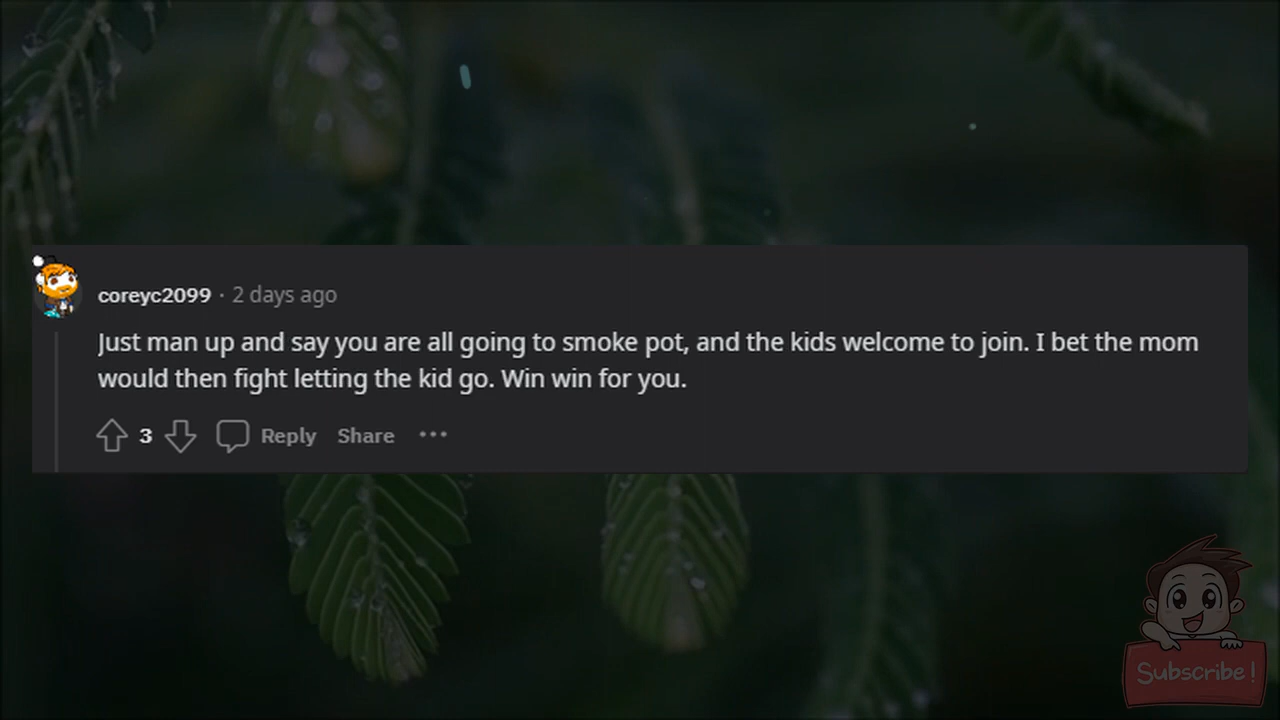 coreyc2099 · 2 days ago
Just man up and say you are all going to smoke pot, and the kids welcome to join. I bet the mom
would then fight letting the kid go. Win win for you.
3 Reply Share ···
Subscribe!